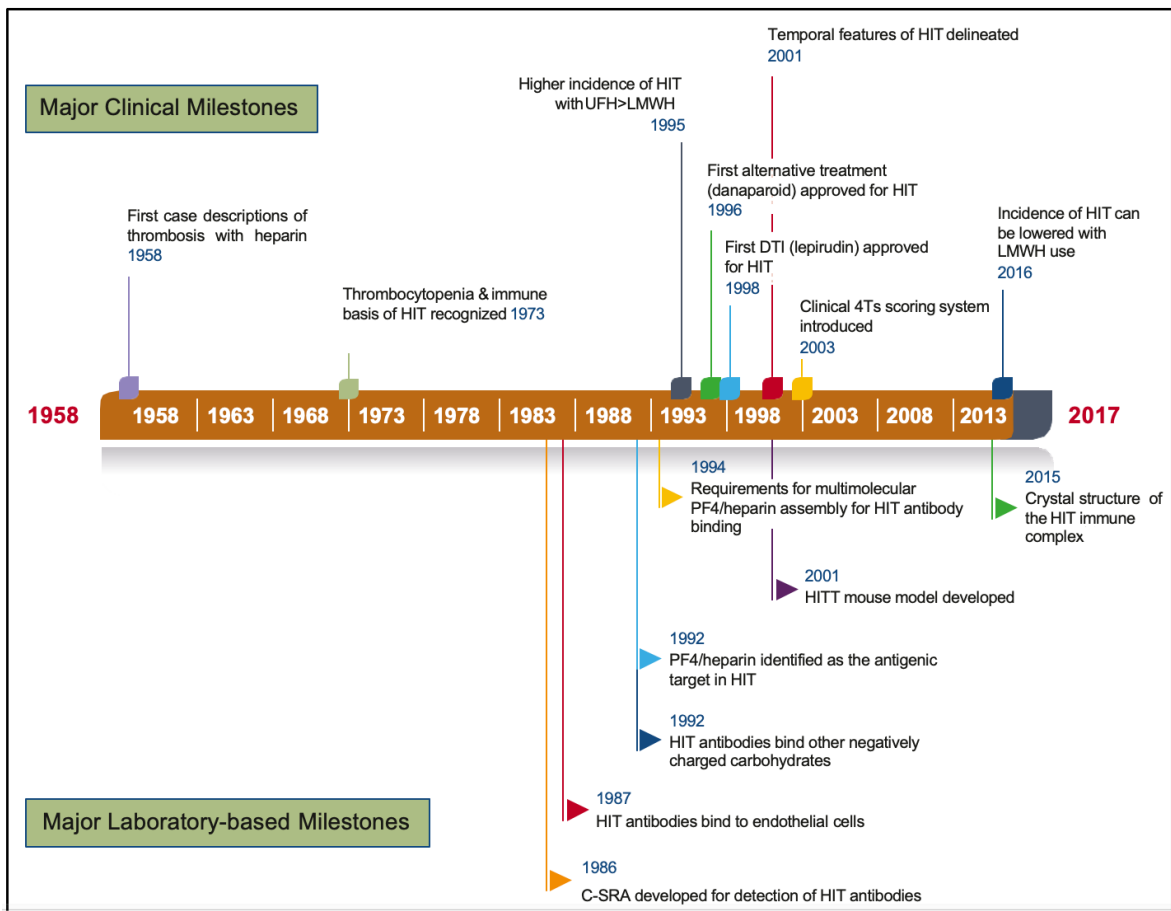 Temporal features of HIT delineated
2001
Major Clinical Milestones
Higher incidence of HIT
with UFH>LMWH
1995
First alternative treatment
(danaparoid) approved for HIT
1996
First case descriptions of
thrombosis with heparin
1958
Incidence of HIT can
be lowered with
LMWH use
2016
First DTI (lepirudin) approved
for HIT
1998
Thrombocytopenia & immune
basis of HIT recognized 1973
Clinical 4Ts scoring system
introduced
2003
1958
1958 1963 1968 1973 1978 1983 1988 1993 1998 2003 2008 2013
2017
1994
Requirements for multimolecular
PF4/heparin assembly for HIT antibody
binding
2015
Crystal structure of
the HIT immune
complex
2001
HITT mouse model developed
1992
PF4/heparin identified as the antigenic
target in HIT
1992
HIT antibodies bind other negatively
charged carbohydrates
1987
HIT antibodies bind to endothelial cells
Major Laboratory-based Milestones
1986
C-SRA developed for detection of HIT antibodies